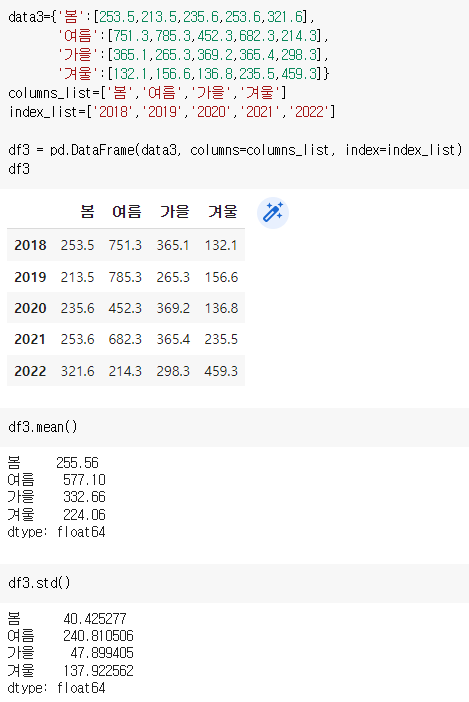 data3={'봄':[253.5,213.5,235.6,253.6,321.6],
'여름':[751.3,785.3,452.3,682.3,214.3],
'가을':[365.1,265.3,369.2,365.4,298.3],
'겨울':[132.1,156.6,136.8,235.5,459.3]}
columns_list=['봄','여름','가을','겨울']
index_list=['2018','2019','2020','2021','2022']
df3 = pd.DataFrame(data3, columns=columns_list, index=index_list)
df3
봄 여름 가을 겨울
2018 253.5 751.3 365.1 132.1
2019 213.5 785.3 265.3 156.6
2020 235.6 452.3 369.2 136.8
2021 253.6 682.3 365.4 235.5
2022 321.6 214.3 298.3 459.3
df3.mean()
봄 255.56
여름 577.10
가을 332.66
겨울 224.06
dtype: float64
df3.std()
봄 40.425277
여름 240.810506
가을 47.899405
겨울 137.922562
dtype: float64